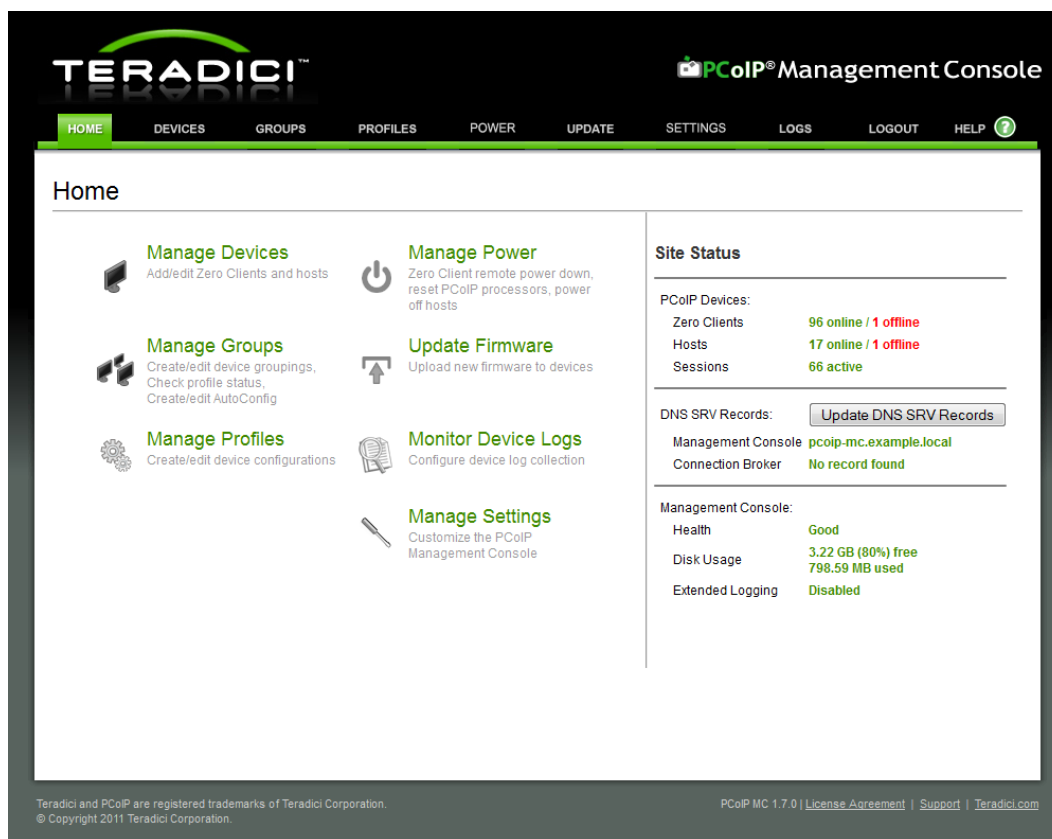 TERADICI™
PCoIP® Management Console
HOME DEVICES GROUPS PROFILES POWER UPDATE SETTINGS LOGS LOGOUT HELP ?
Home
Manage Devices
Add/edit Zero Clients and hosts
Manage Groups
Create/edit device groupings,
Check profile status,
Create/edit AutoConfig
Manage Profiles
Create/edit device configurations
Manage Power
Zero Client remote power down,
reset PCoIP processors, power
off hosts
Update Firmware
Upload new firmware to devices
Monitor Device Logs
Configure device log collection
Manage Settings
Customize the PCoIP
Management Console
Site Status
PCoIP Devices:
Zero Clients 96 online / 1 offline
Hosts 17 online / 1 offline
Sessions 66 active
DNS SRV Records: Update DNS SRV Records
Management Console pcoip-mc.example.local
Connection Broker No record found
Management Console:
Health Good
Disk Usage 3.22 GB (80%) free
798.59 MB used
Extended Logging Disabled
Teradici and PCoIP are registered trademarks of Teradici Corporation.
© Copyright 2011 Teradici Corporation.
PCoIP MC 1.7.0 | License Agreement | Support | Teradici.com